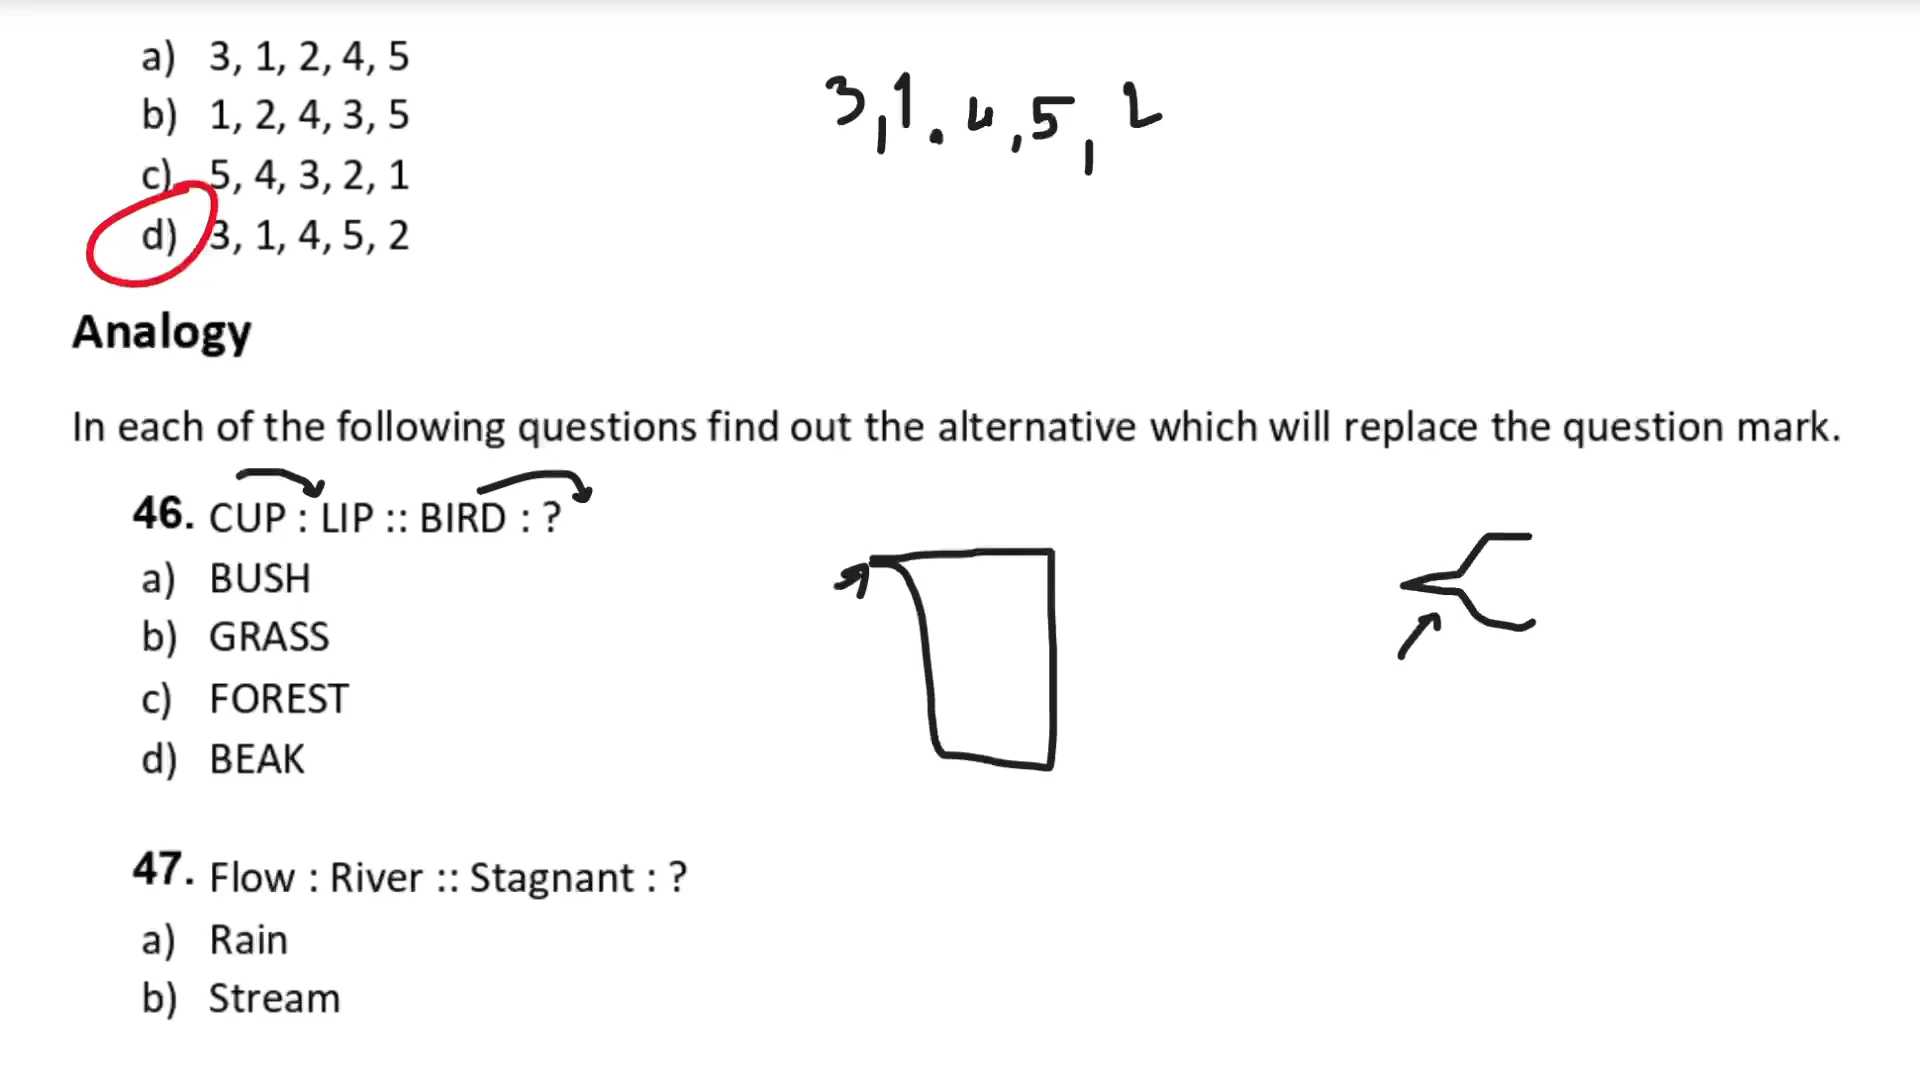 a) 3, 1, 2, 4, 5
b) 1, 2, 4, 3, 5
c) 5, 4, 3, 2, 1
d) 3, 1, 4, 5, 2
3,1.4,5,2
Analogy
In each of the following questions find out the alternative which will replace the question mark.
46. CUP : LIP :: BIRD : ?
a) BUSH
b) GRASS
c) FOREST
d) BEAK
47. Flow : River :: Stagnant : ?
a) Rain
b) Stream